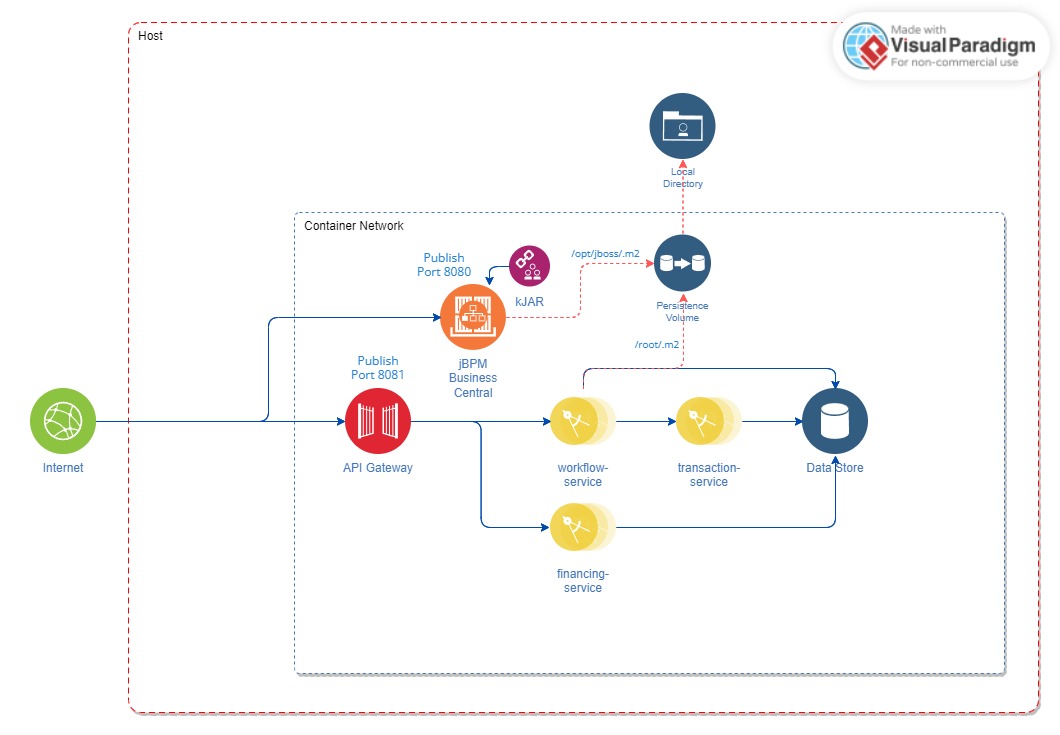 Host
Made with
Visual Paradigm
For non-commercial use
Local
Directory
Container Network
Publish
Port 8080
/opt/jboss/.m2
kJAR
Persistence
Volume
/root/.m2
Publish
Port 8081
jBPM
Business
Central
Internet
API Gateway
workflow-
service
transaction-
service
Data Store
financing-
service